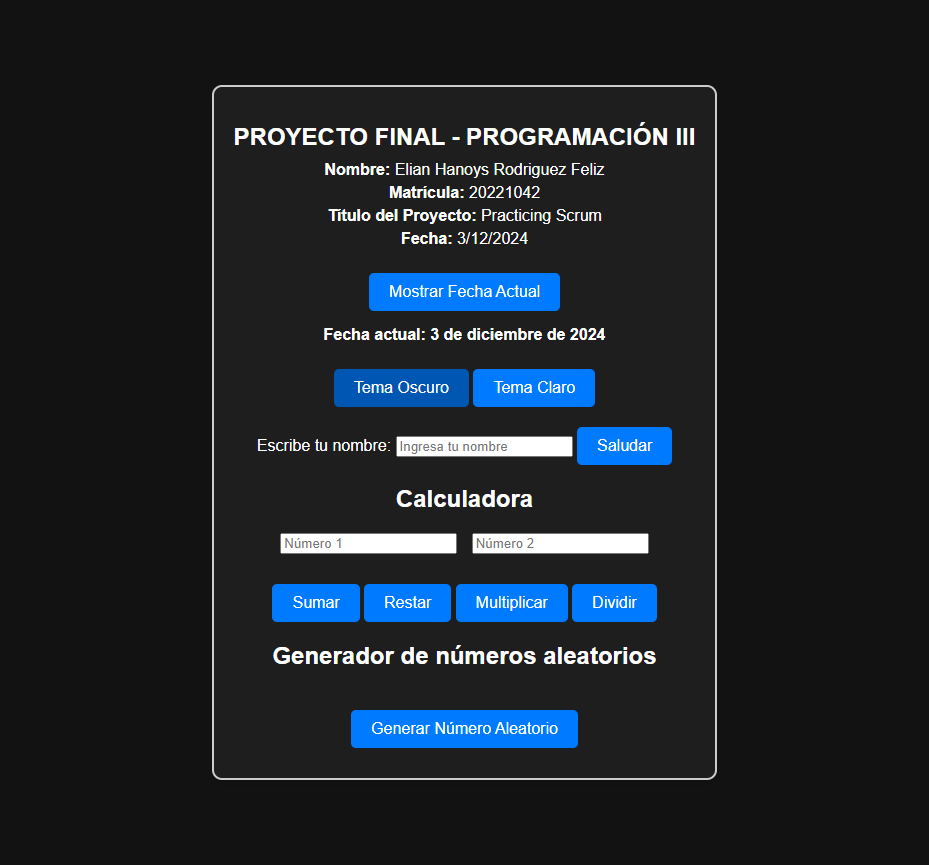 PROYECTO FINAL - PROGRAMACIÓN III
Nombre: Elian Hanoys Rodriguez Feliz
Matrícula: 20221042
Título del Proyecto: Practicing Scrum
Fecha: 3/12/2024
Mostrar Fecha Actual
Fecha actual: 3 de diciembre de 2024
Tema Oscuro Tema Claro
Escribe tu nombre: Ingresa tu nombre Saludar
Calculadora
Número 1 Número 2
Sumar Restar Multiplicar Dividir
Generador de números aleatorios
Generar Número Aleatorio